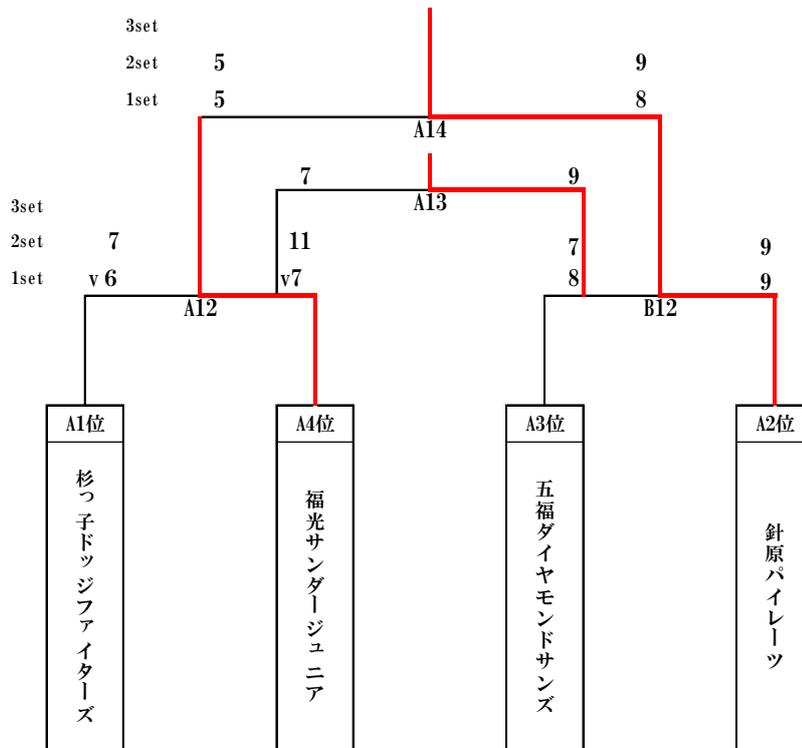 3set
2set 5 9
1set 5 8
A14
7 9
A13
3set
2set 7 11 7 9
1set v 6 v7 8 9
A12 B12
A1位 A4位 A3位 A2位
杉っ子ドッジファイターズ
福光サンダージュニア
五福ダイヤモンドサンズ
針原パイレーツ